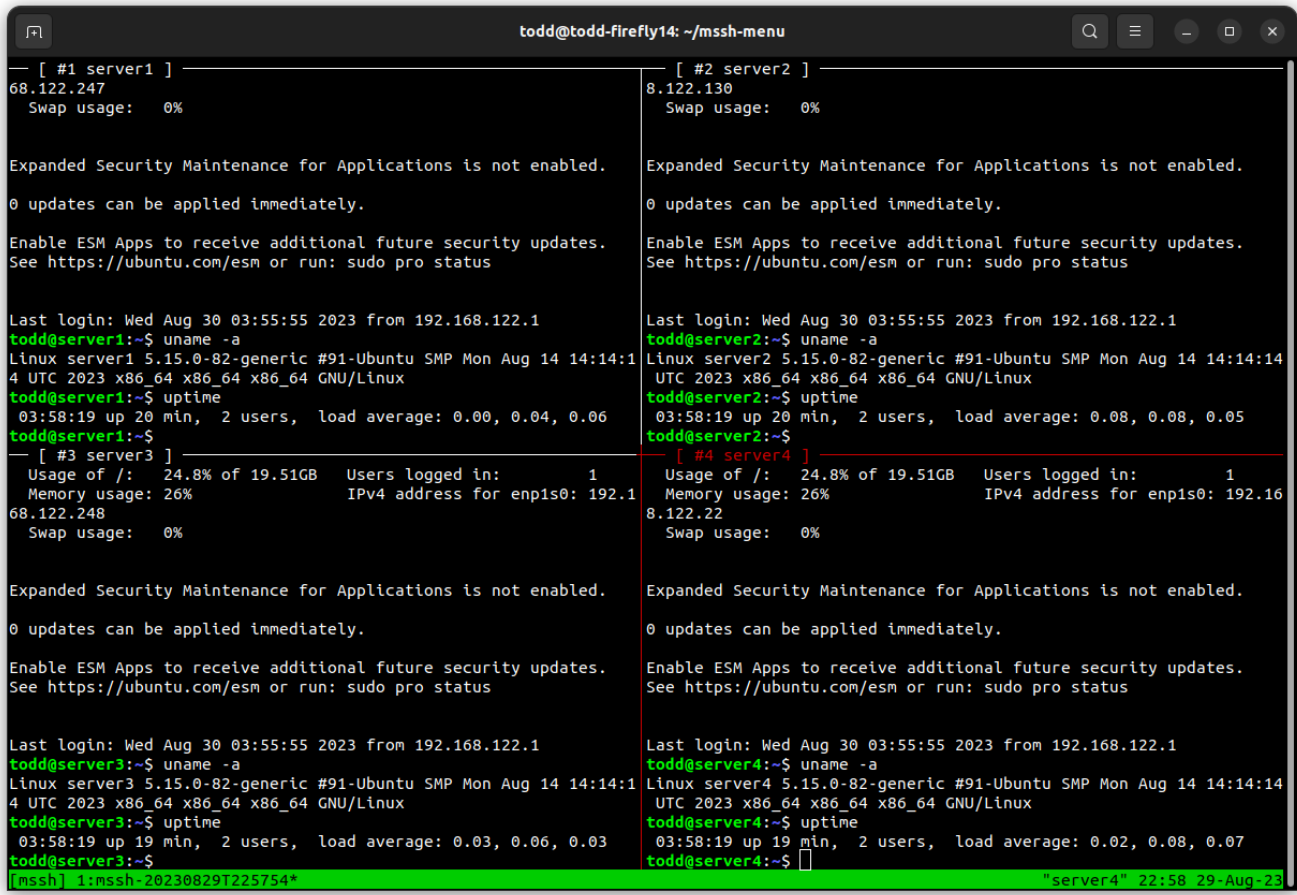 todd@todd-firefly14: ~/mssh-menu
[ #1 server1 ]
68.122.247
  Swap usage:   0%
Expanded Security Maintenance for Applications is not enabled.
0 updates can be applied immediately.
Enable ESM Apps to receive additional future security updates.
See https://ubuntu.com/esm or run: sudo pro status
Last login: Wed Aug 30 03:55:55 2023 from 192.168.122.1
todd@server1:~$ uname -a
Linux server1 5.15.0-82-generic #91-Ubuntu SMP Mon Aug 14 14:14:1
4 UTC 2023 x86_64 x86_64 x86_64 GNU/Linux
todd@server1:~$ uptime
 03:58:19 up 20 min,  2 users,  load average: 0.00, 0.04, 0.06
todd@server1:~$
[ #2 server2 ]
8.122.130
  Swap usage:   0%
Expanded Security Maintenance for Applications is not enabled.
0 updates can be applied immediately.
Enable ESM Apps to receive additional future security updates.
See https://ubuntu.com/esm or run: sudo pro status
Last login: Wed Aug 30 03:55:55 2023 from 192.168.122.1
todd@server2:~$ uname -a
Linux server2 5.15.0-82-generic #91-Ubuntu SMP Mon Aug 14 14:14:14
 UTC 2023 x86_64 x86_64 x86_64 GNU/Linux
todd@server2:~$ uptime
 03:58:19 up 20 min,  2 users,  load average: 0.08, 0.08, 0.05
todd@server2:~$
[ #3 server3 ]
  Usage of /:   24.8% of 19.51GB   Users logged in:         1
  Memory usage: 26%                IPv4 address for enp1s0: 192.1
68.122.248
  Swap usage:   0%
Expanded Security Maintenance for Applications is not enabled.
0 updates can be applied immediately.
Enable ESM Apps to receive additional future security updates.
See https://ubuntu.com/esm or run: sudo pro status
Last login: Wed Aug 30 03:55:55 2023 from 192.168.122.1
todd@server3:~$ uname -a
Linux server3 5.15.0-82-generic #91-Ubuntu SMP Mon Aug 14 14:14:1
4 UTC 2023 x86_64 x86_64 x86_64 GNU/Linux
todd@server3:~$ uptime
 03:58:19 up 19 min,  2 users,  load average: 0.03, 0.06, 0.03
todd@server3:~$
[ #4 server4 ]
  Usage of /:   24.8% of 19.51GB   Users logged in:         1
  Memory usage: 26%                IPv4 address for enp1s0: 192.16
8.122.22
  Swap usage:   0%
Expanded Security Maintenance for Applications is not enabled.
0 updates can be applied immediately.
Enable ESM Apps to receive additional future security updates.
See https://ubuntu.com/esm or run: sudo pro status
Last login: Wed Aug 30 03:55:55 2023 from 192.168.122.1
todd@server4:~$ uname -a
Linux server4 5.15.0-82-generic #91-Ubuntu SMP Mon Aug 14 14:14:14
 UTC 2023 x86_64 x86_64 x86_64 GNU/Linux
todd@server4:~$ uptime
 03:58:19 up 19 min,  2 users,  load average: 0.02, 0.08, 0.07
todd@server4:~$
[mssh] 1:mssh-20230829T225754* "server4" 22:58 29-Aug-23